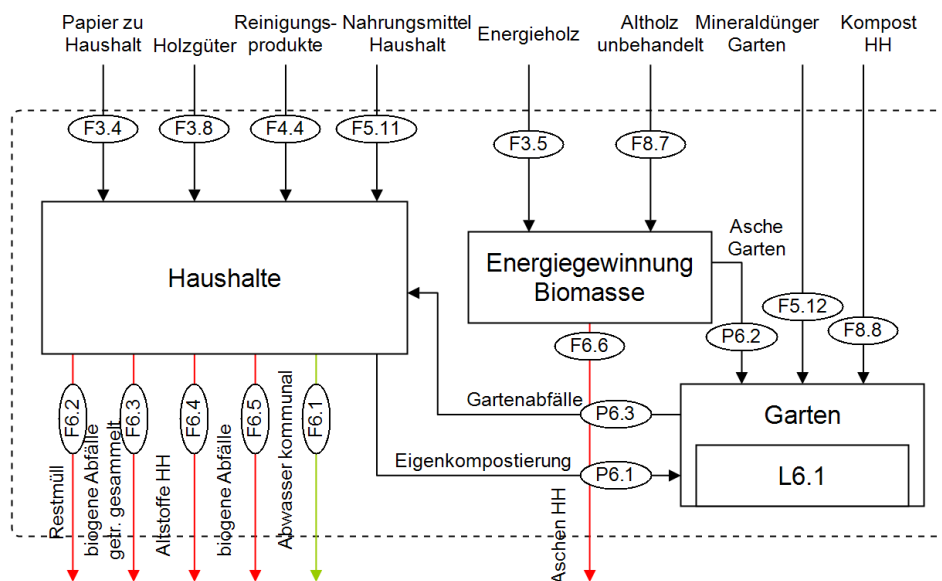 Papier zu
Haushalt
Holzgüter
Reinigungs-
produkte
Nahrungsmittel
Haushalt
Energieholz
Altholz
unbehandelt
Mineraldünger
Garten
Kompost
HH
F3.4
F3.8
F4.4
F5.11
F3.5
F8.7
Haushalte
Energiegewinnung
Biomasse
Asche
Garten
F5.12
F8.8
P6.2
F6.6
F6.2
F6.3
F6.4
F6.5
F6.1
Gartenabfälle
P6.3
Garten
Eigenkompostierung
P6.1
L6.1
Restmüll
biogene Abfälle
getr. gesammelt
Altstoffe HH
biogene Abfälle
Abwasser kommunal
Aschen HH